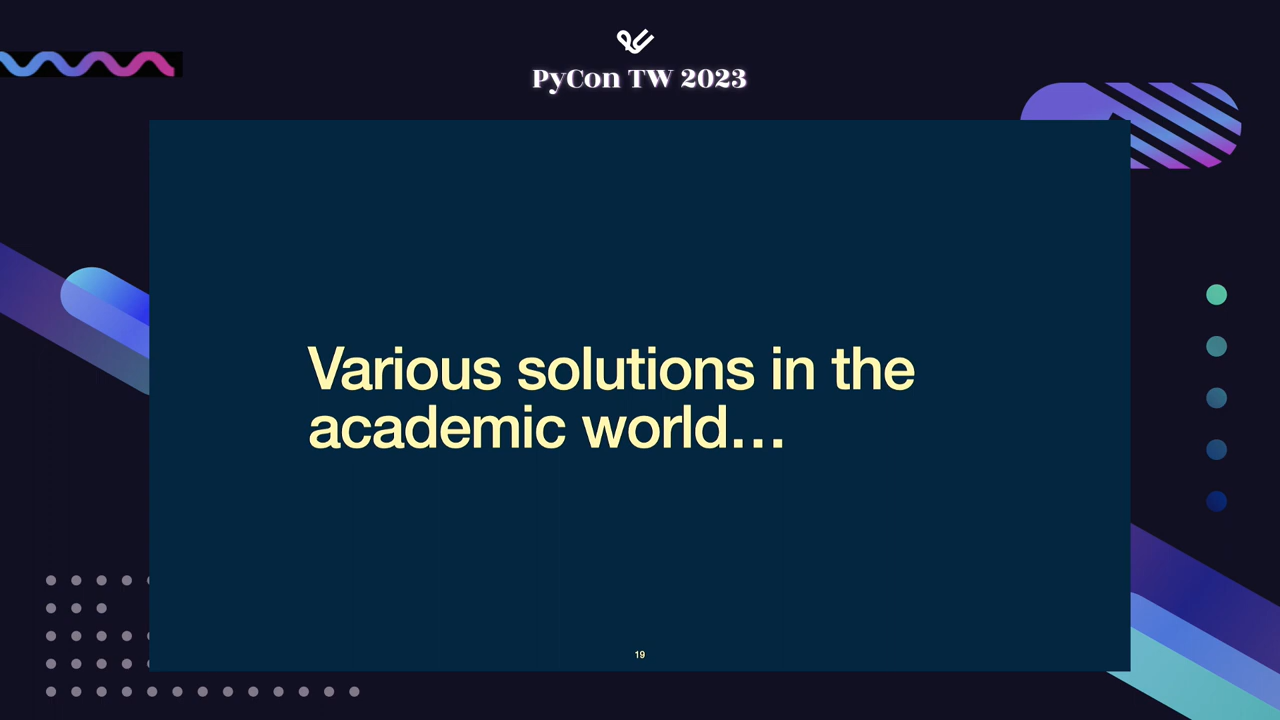 PyCon TW 2023
Various solutions in the
academic world…
19